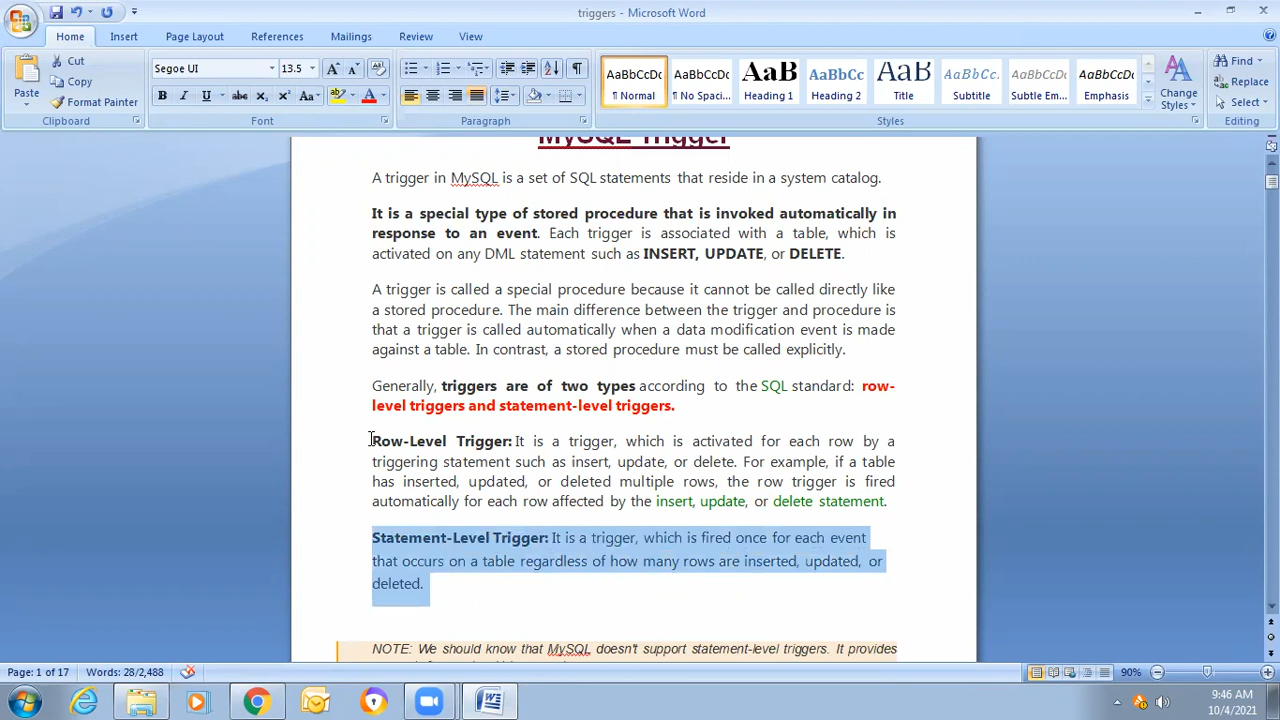 triggers - Microsoft Word
Home Insert Page Layout References Mailings Review View
Paste
Cut
Copy
Format Painter
Clipboard
Segoe UI 13.5
Font
Paragraph
AaBbCcDc AaBbCcDc AaB AaBbCc AaB AaBbCc AaBbCcDc AaBbCcDc
¶ Normal ¶ No Spaci... Heading 1 Heading 2 Title Subtitle Subtle Em... Emphasis
Change Styles
Styles
Find
Replace
Select
Editing
MySQL Trigger
A trigger in MySQL is a set of SQL statements that reside in a system catalog.
It is a special type of stored procedure that is invoked automatically in
response to an event. Each trigger is associated with a table, which is
activated on any DML statement such as INSERT, UPDATE, or DELETE.
A trigger is called a special procedure because it cannot be called directly like
a stored procedure. The main difference between the trigger and procedure is
that a trigger is called automatically when a data modification event is made
against a table. In contrast, a stored procedure must be called explicitly.
Generally, triggers are of two types according to the SQL standard: row-
level triggers and statement-level triggers.
Row-Level Trigger: It is a trigger, which is activated for each row by a
triggering statement such as insert, update, or delete. For example, if a table
has inserted, updated, or deleted multiple rows, the row trigger is fired
automatically for each row affected by the insert, update, or delete statement.
Statement-Level Trigger: It is a trigger, which is fired once for each event
that occurs on a table regardless of how many rows are inserted, updated, or
deleted.
NOTE: We should know that MySQL doesn't support statement-level triggers. It provides
Page: 1 of 17 Words: 28/2,488 90%
9:46 AM
10/4/2021